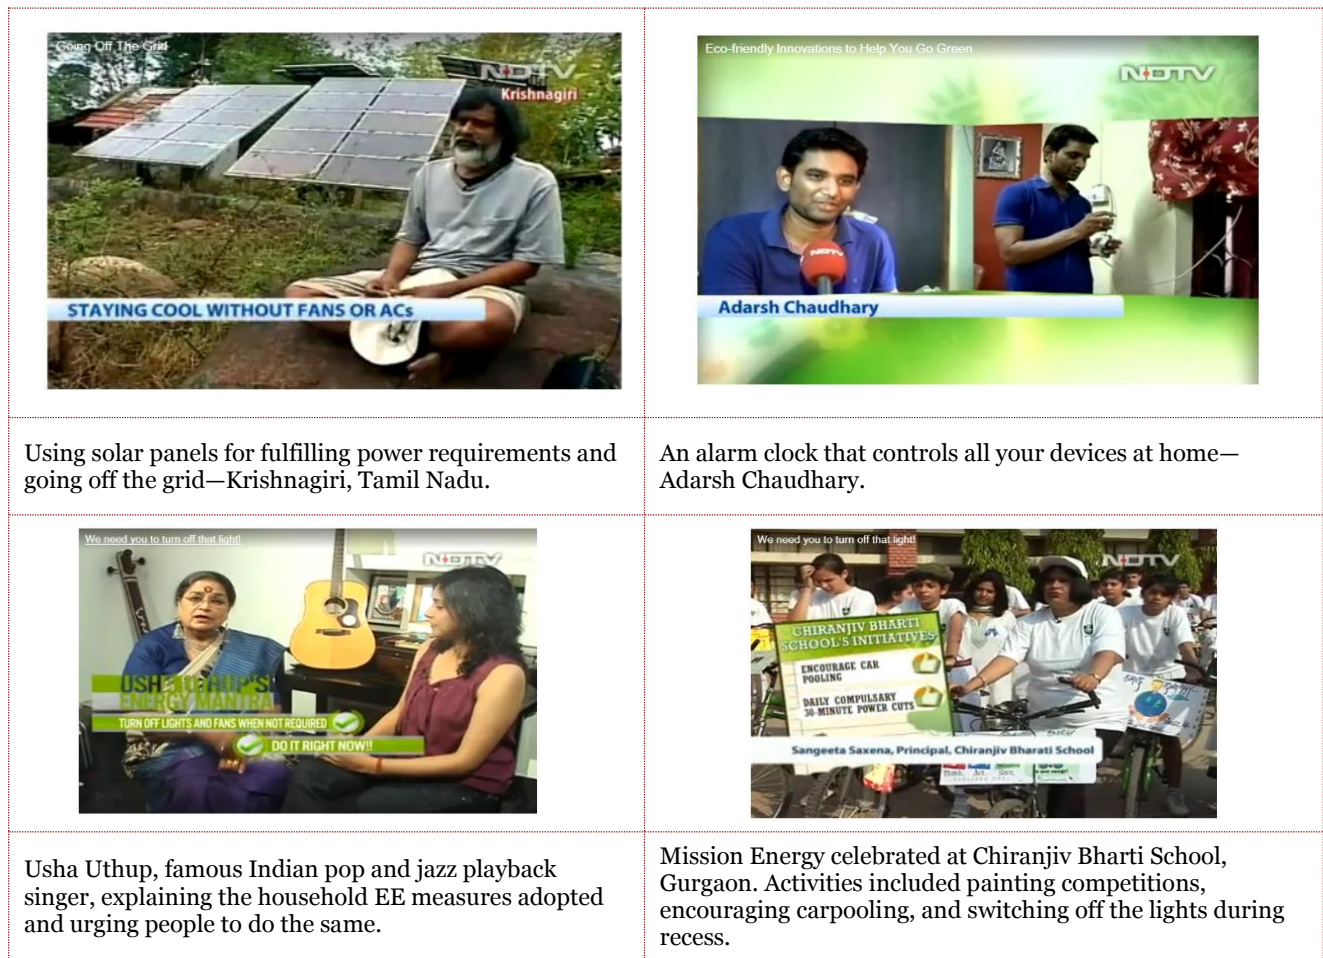 Going Off The Grid
NDTV
Krishnagiri
STAYING COOL WITHOUT FANS OR ACs
Eco-friendly Innovations to Help You Go Green
NDTV
NDTV
Adarsh Chaudhary
Using solar panels for fulfilling power requirements and
going off the grid—Krishnagiri, Tamil Nadu.
An alarm clock that controls all your devices at home—
Adarsh Chaudhary.
We need you to turn off that light!
NDTV
USHA UTHUP'S
ENERGY MANTRA
TURN OFF LIGHTS AND FANS WHEN NOT REQUIRED
DO IT RIGHT NOW!!
We need you to turn off that light!
NDTV
CHIRANJIV BHARTI
SCHOOL'S INITIATIVES
ENCOURAGE CAR
POOLING
DAILY COMPULSARY
30-MINUTE POWER CUTS
Sangeeta Saxena, Principal, Chiranjiv Bharati School
Think. Act. Save.
Usha Uthup, famous Indian pop and jazz playback
singer, explaining the household EE measures adopted
and urging people to do the same.
Mission Energy celebrated at Chiranjiv Bharti School,
Gurgaon. Activities included painting competitions,
encouraging carpooling, and switching off the lights during
recess.